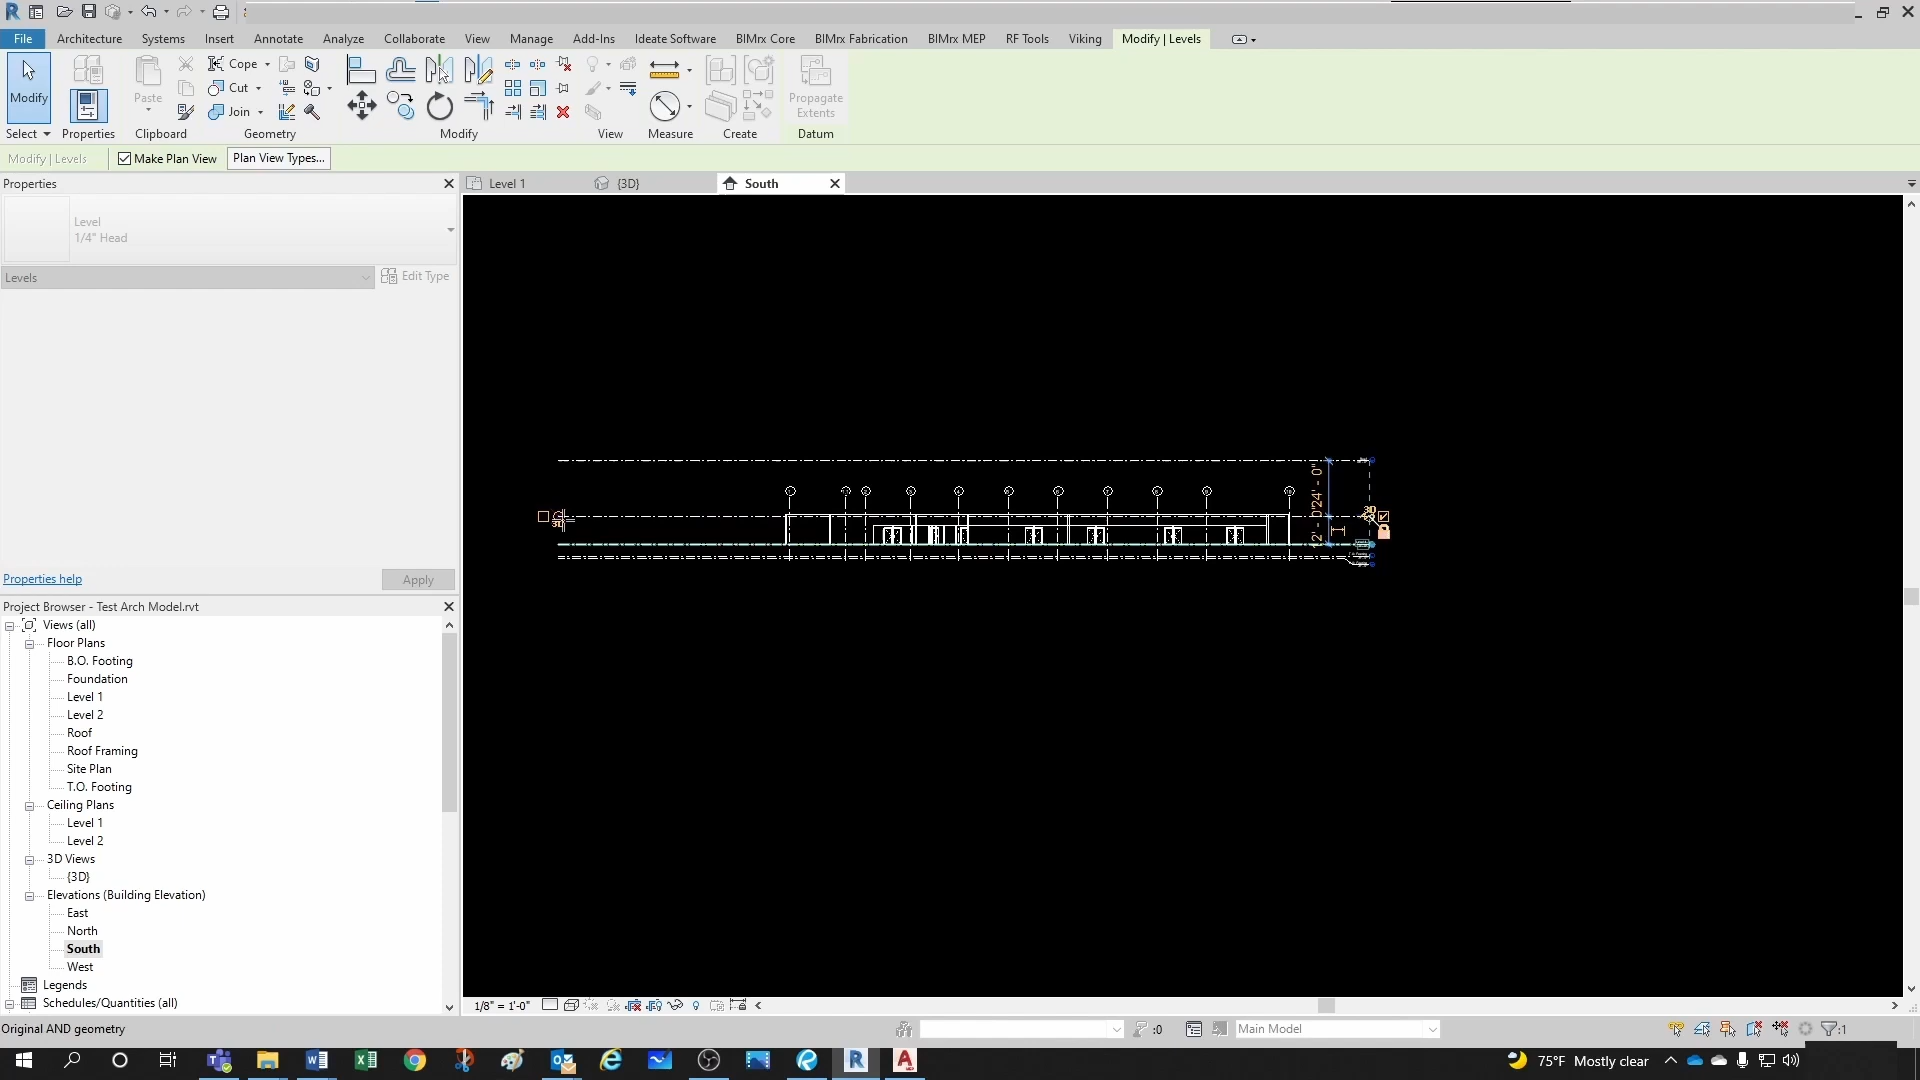 File Architecture Systems Insert Annotate Analyze Collaborate View Manage Add-Ins Ideate Software BIMrx Core BIMrx Fabrication BIMrx MEP RF Tools Viking Modify | Levels
Modify Paste Cope Cut Join Propagate Extents
Select Properties Clipboard Geometry Modify View Measure Create Datum
Modify | Levels Make Plan View Plan View Types...
Properties
Level 1 {3D} South
Level
1/4" Head
Levels Edit Type
24' - 0"
Properties help Apply
Project Browser - Test Arch Model.rvt
Views (all)
Floor Plans
B.O. Footing
Foundation
Level 1
Level 2
Roof
Roof Framing
Site Plan
T.O. Footing
Ceiling Plans
Level 1
Level 2
3D Views
{3D}
Elevations (Building Elevation)
East
North
South
West
Legends
Schedules/Quantities (all)
1/8" = 1'-0"
Original AND geometry :0 Main Model :1
75°F Mostly clear